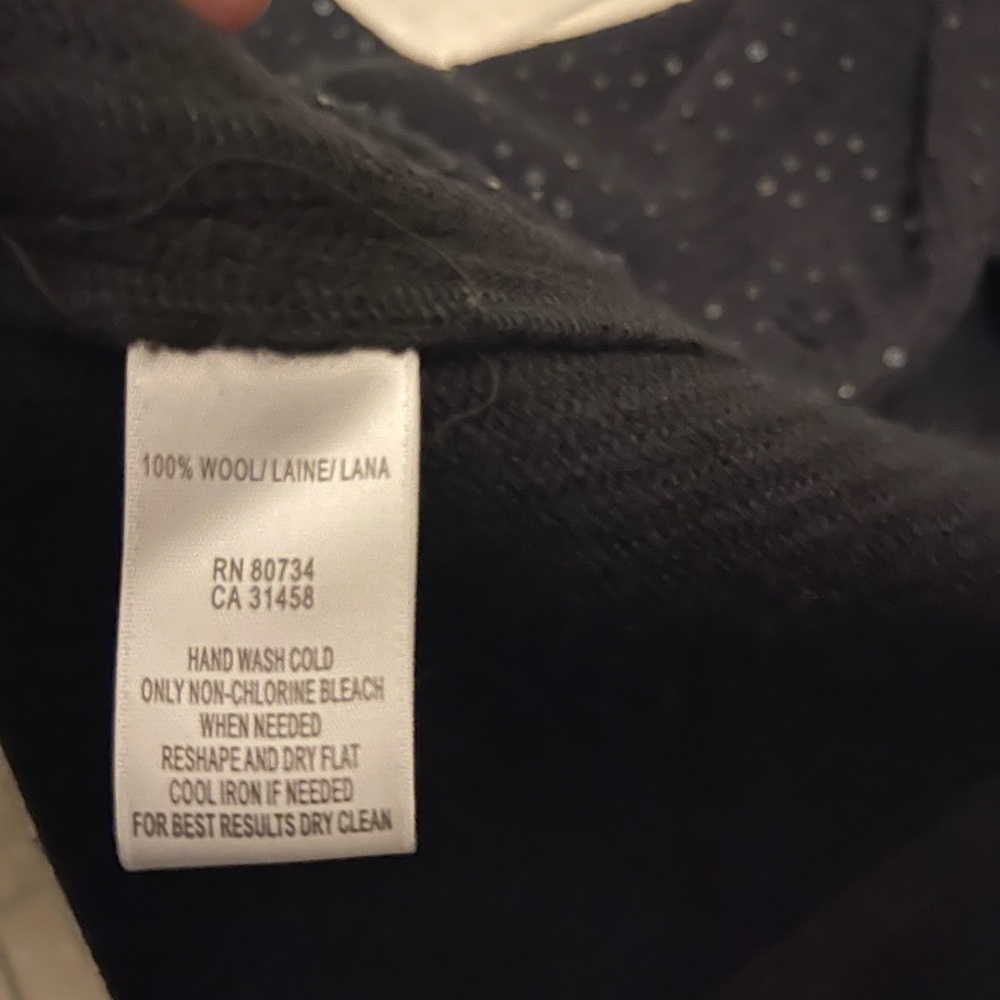 100% WOOL/ LAINE/ LANA
RN 80734
CA 31458
HAND WASH COLD
ONLY NON-CHLORINE BLEACH
WHEN NEEDED
RESHAPE AND DRY FLAT
COOL IRON IF NEEDED
FOR BEST RESULTS DRY CLEAN